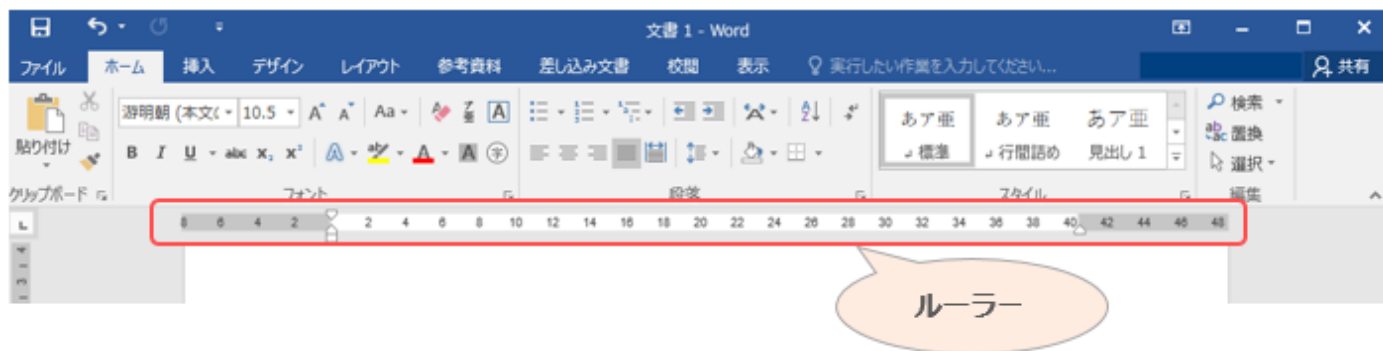 文書 1 - Word
ファイル ホーム 挿入 デザイン レイアウト 参考資料 差し込み文書 校閲 表示 実行したい作業を入力してください... 共有
游明朝 (本文( 10.5 A A Aa A あア亜 あア亜 あア亜 検索
貼り付け B I U abc x₂ x² A ab A A 字 標準 行間詰め 見出し 1 置換
選択
クリップボード フォント 段落 スタイル 編集
L 8 6 4 2 2 4 6 8 10 12 14 16 18 20 22 24 26 28 30 32 34 36 38 40 42 44 46 48
ルーラー